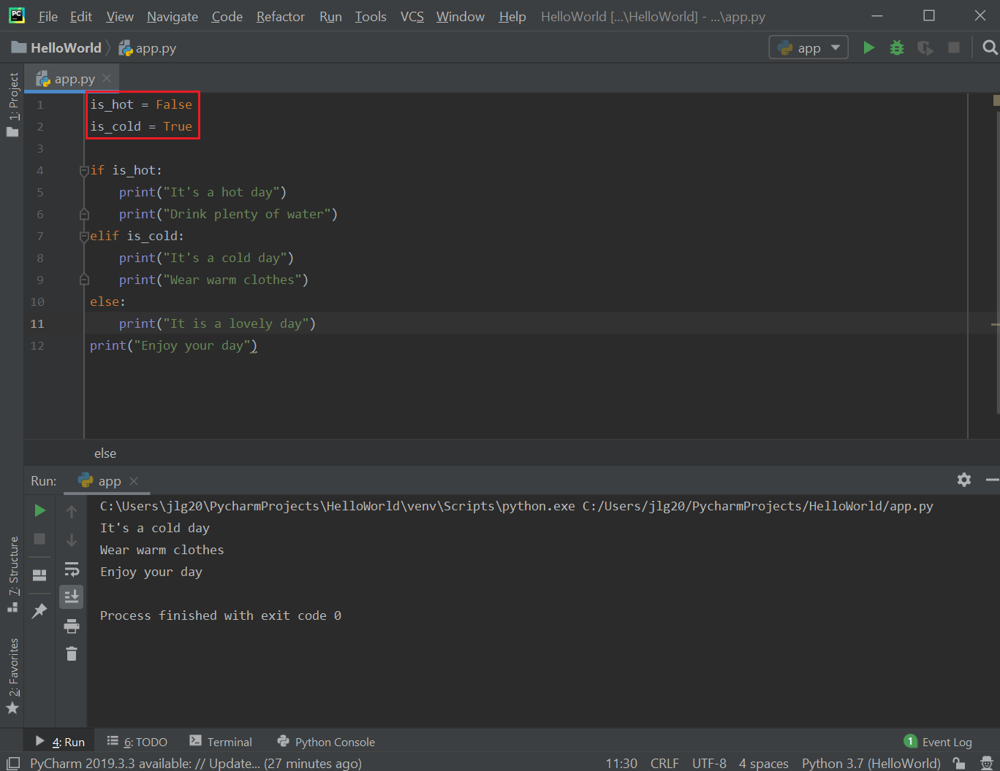 PC File Edit View Navigate Code Refactor Run Tools VCS Window Help HelloWorld [...\HelloWorld] - ...\app.py
HelloWorld app.py app
app.py
1: Project
1 is_hot = False
2 is_cold = True
3
4 if is_hot:
5 print("It's a hot day")
6 print("Drink plenty of water")
7 elif is_cold:
8 print("It's a cold day")
9 print("Wear warm clothes")
10 else:
11 print("It is a lovely day")
12 print("Enjoy your day")
else
Run: app
C:\Users\jlg20\PycharmProjects\HelloWorld\venv\Scripts\python.exe C:/Users/jlg20/PycharmProjects/HelloWorld/app.py
It's a cold day
Wear warm clothes
Enjoy your day
Process finished with exit code 0
7: Structure
2: Favorites
4: Run 6: TODO Terminal Python Console 1 Event Log
PyCharm 2019.3.3 available: // Update... (27 minutes ago) 11:30 CRLF UTF-8 4 spaces Python 3.7 (HelloWorld)